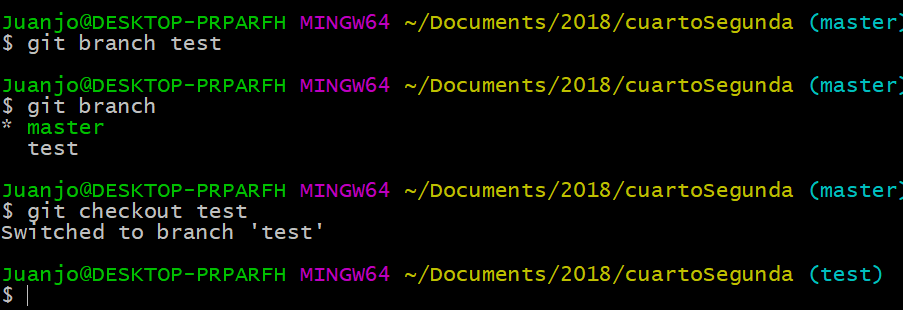 Juanjo@DESKTOP-PRPARFH MINGW64 ~/Documents/2018/cuartoSegunda (master)
$ git branch test
Juanjo@DESKTOP-PRPARFH MINGW64 ~/Documents/2018/cuartoSegunda (master)
$ git branch
* master
  test
Juanjo@DESKTOP-PRPARFH MINGW64 ~/Documents/2018/cuartoSegunda (master)
$ git checkout test
Switched to branch 'test'
Juanjo@DESKTOP-PRPARFH MINGW64 ~/Documents/2018/cuartoSegunda (test)
$